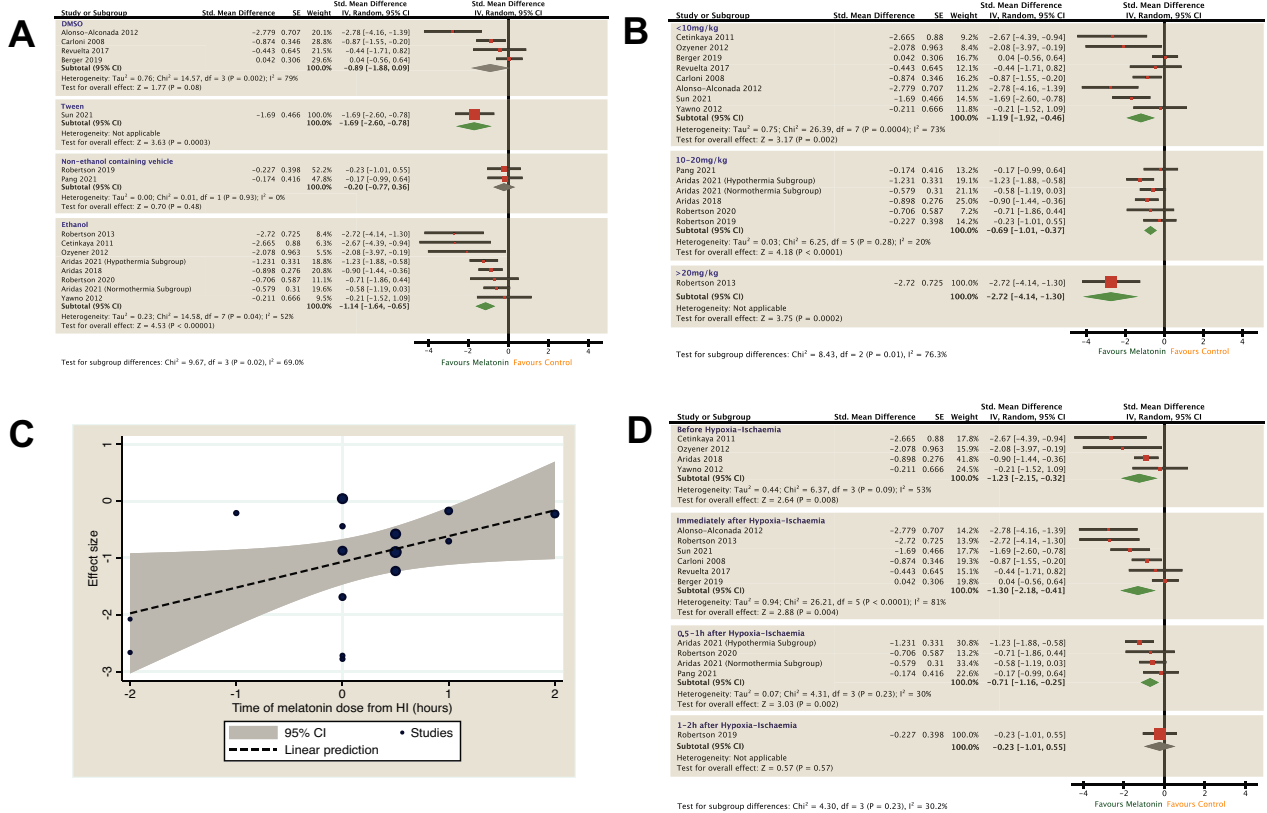 A
Std. Mean Difference Std. Mean Difference
Study or Subgroup Std. Mean Difference SE Weight IV, Random, 95% CI IV, Random, 95% CI
DMSO
Alonso-Alconada 2012 −2.779 0.707 20.1% −2.78 [−4.16, −1.39]
Carloni 2008 −0.874 0.346 28.8% −0.87 [−1.55, −0.20]
Revuelta 2017 −0.443 0.645 21.5% −0.44 [−1.71, 0.82]
Berger 2019 0.042 0.306 29.6% 0.04 [−0.56, 0.64]
Subtotal (95% CI) 100.0% −0.89 [−1.88, 0.09]
Heterogeneity: Tau² = 0.76; Chi² = 14.57, df = 3 (P = 0.002); I² = 79%
Test for overall effect: Z = 1.77 (P = 0.08)
Tween
Sun 2021 −1.69 0.466 100.0% −1.69 [−2.60, −0.78]
Subtotal (95% CI) 100.0% −1.69 [−2.60, −0.78]
Heterogeneity: Not applicable
Test for overall effect: Z = 3.63 (P = 0.0003)
Non-ethanol containing vehicle
Robertson 2019 −0.227 0.398 52.2% −0.23 [−1.01, 0.55]
Pang 2021 −0.174 0.416 47.8% −0.17 [−0.99, 0.64]
Subtotal (95% CI) 100.0% −0.20 [−0.77, 0.36]
Heterogeneity: Tau² = 0.00; Chi² = 0.01, df = 1 (P = 0.93); I² = 0%
Test for overall effect: Z = 0.70 (P = 0.48)
Ethanol
Robertson 2013 −2.72 0.725 8.4% −2.72 [−4.14, −1.30]
Cetinkaya 2011 −2.665 0.88 6.3% −2.67 [−4.39, −0.94]
Ozyener 2012 −2.078 0.963 5.4% −2.08 [−3.97, −0.19]
Aridas 2021 (Hypothermia Subgroup) −1.231 0.331 18.8% −1.23 [−1.88, −0.58]
Aridas 2018 −0.898 0.276 20.8% −0.90 [−1.44, −0.36]
Robertson 2020 −0.706 0.587 11.2% −0.71 [−1.86, 0.44]
Aridas 2021 (Normothermia Subgroup) −0.579 0.31 19.6% −0.58 [−1.19, 0.03]
Yawno 2012 −0.211 0.666 9.5% −0.21 [−1.52, 1.09]
Subtotal (95% CI) 100.0% −1.14 [−1.64, −0.65]
Heterogeneity: Tau² = 0.23; Chi² = 14.58, df = 7 (P = 0.04); I² = 52%
Test for overall effect: Z = 4.53 (P < 0.00001)
−4 −2 0 2 4
Favours Melatonin Favours Control
Test for subgroup differences: Chi² = 9.67, df = 3 (P = 0.02), I² = 69.0%
B
Std. Mean Difference Std. Mean Difference
Study or Subgroup Std. Mean Difference SE Weight IV, Random, 95% CI IV, Random, 95% CI
<10mg/kg
Cetinkaya 2011 −2.665 0.88 9.2% −2.67 [−4.39, −0.94]
Ozyener 2012 −2.078 0.963 8.4% −2.08 [−3.97, −0.19]
Berger 2019 0.042 0.306 16.7% 0.04 [−0.56, 0.64]
Revuelta 2017 −0.443 0.645 12.1% −0.44 [−1.71, 0.82]
Carloni 2008 −0.874 0.346 16.2% −0.87 [−1.55, −0.20]
Alonso-Alconada 2012 −2.779 0.707 11.2% −2.78 [−4.16, −1.39]
Sun 2021 −1.69 0.466 14.5% −1.69 [−2.60, −0.78]
Yawno 2012 −0.211 0.666 11.8% −0.21 [−1.52, 1.09]
Subtotal (95% CI) 100.0% −1.19 [−1.92, −0.46]
Heterogeneity: Tau² = 0.75; Chi² = 26.39, df = 7 (P = 0.0004); I² = 73%
Test for overall effect: Z = 3.17 (P = 0.002)
10-20mg/kg
Pang 2021 −0.174 0.416 13.2% −0.17 [−0.99, 0.64]
Aridas 2021 (Hypothermia Subgroup) −1.231 0.331 19.1% −1.23 [−1.88, −0.58]
Aridas 2021 (Normothermia Subgroup) −0.579 0.31 21.1% −0.58 [−1.19, 0.03]
Aridas 2018 −0.898 0.276 25.0% −0.90 [−1.44, −0.36]
Robertson 2020 −0.706 0.587 7.2% −0.71 [−1.86, 0.44]
Robertson 2019 −0.227 0.398 14.2% −0.23 [−1.01, 0.55]
Subtotal (95% CI) 100.0% −0.69 [−1.01, −0.37]
Heterogeneity: Tau² = 0.03; Chi² = 6.25, df = 5 (P = 0.28); I² = 20%
Test for overall effect: Z = 4.18 (P < 0.0001)
>20mg/kg
Robertson 2013 −2.72 0.725 100.0% −2.72 [−4.14, −1.30]
Subtotal (95% CI) 100.0% −2.72 [−4.14, −1.30]
Heterogeneity: Not applicable
Test for overall effect: Z = 3.75 (P = 0.0002)
−4 −2 0 2 4
Favours Melatonin Favours Control
Test for subgroup differences: Chi² = 8.43, df = 2 (P = 0.01), I² = 76.3%
C
Effect size
1
0
-1
-2
-3
-2 -1 0 1 2
Time of melatonin dose from HI (hours)
95% CI Studies
Linear prediction
D
Std. Mean Difference Std. Mean Difference
Study or Subgroup Std. Mean Difference SE Weight IV, Random, 95% CI IV, Random, 95% CI
Before Hypoxia-Ischaemia
Cetinkaya 2011 −2.665 0.88 17.8% −2.67 [−4.39, −0.94]
Ozyener 2012 −2.078 0.963 15.9% −2.08 [−3.97, −0.19]
Aridas 2018 −0.898 0.276 41.8% −0.90 [−1.44, −0.36]
Yawno 2012 −0.211 0.666 24.5% −0.21 [−1.52, 1.09]
Subtotal (95% CI) 100.0% −1.23 [−2.15, −0.32]
Heterogeneity: Tau² = 0.44; Chi² = 6.37, df = 3 (P = 0.09); I² = 53%
Test for overall effect: Z = 2.64 (P = 0.008)
Immediately after Hypoxia-Ischaemia
Alonso-Alconada 2012 −2.779 0.707 14.2% −2.78 [−4.16, −1.39]
Robertson 2013 −2.72 0.725 13.9% −2.72 [−4.14, −1.30]
Sun 2021 −1.69 0.466 17.7% −1.69 [−2.60, −0.78]
Carloni 2008 −0.874 0.346 19.3% −0.87 [−1.55, −0.20]
Revuelta 2017 −0.443 0.645 15.1% −0.44 [−1.71, 0.82]
Berger 2019 0.042 0.306 19.8% 0.04 [−0.56, 0.64]
Subtotal (95% CI) 100.0% −1.30 [−2.18, −0.41]
Heterogeneity: Tau² = 0.94; Chi² = 26.21, df = 5 (P < 0.0001); I² = 81%
Test for overall effect: Z = 2.88 (P = 0.004)
0.5-1h after Hypoxia-Ischaemia
Aridas 2021 (Hypothermia Subgroup) −1.231 0.331 30.8% −1.23 [−1.88, −0.58]
Robertson 2020 −0.706 0.587 13.2% −0.71 [−1.86, 0.44]
Aridas 2021 (Normothermia Subgroup) −0.579 0.31 33.4% −0.58 [−1.19, 0.03]
Pang 2021 −0.174 0.416 22.6% −0.17 [−0.99, 0.64]
Subtotal (95% CI) 100.0% −0.71 [−1.16, −0.25]
Heterogeneity: Tau² = 0.07; Chi² = 4.31, df = 3 (P = 0.23); I² = 30%
Test for overall effect: Z = 3.03 (P = 0.002)
1-2h after Hypoxia-Ischaemia
Robertson 2019 −0.227 0.398 100.0% −0.23 [−1.01, 0.55]
Subtotal (95% CI) 100.0% −0.23 [−1.01, 0.55]
Heterogeneity: Not applicable
Test for overall effect: Z = 0.57 (P = 0.57)
−4 −2 0 2 4
Favours Melatonin Favours Control
Test for subgroup differences: Chi² = 4.30, df = 3 (P = 0.23), I² = 30.2%